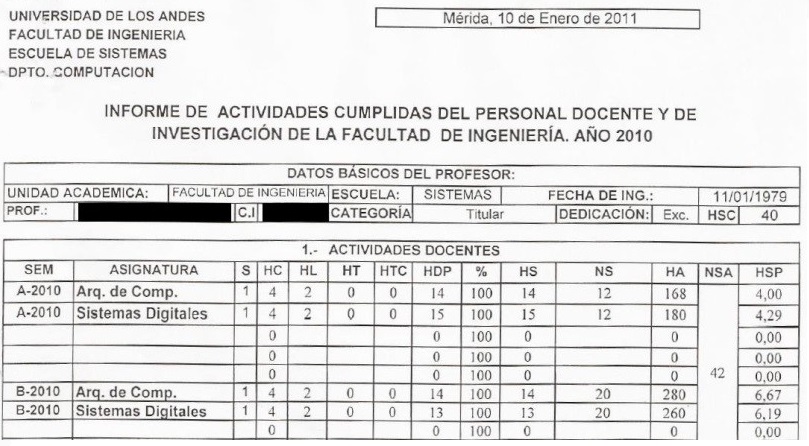 UNIVERSIDAD DE LOS ANDES
FACULTAD DE INGENIERIA
ESCUELA DE SISTEMAS
DPTO. COMPUTACION
Mérida, 10 de Enero de 2011
INFORME DE ACTIVIDADES CUMPLIDAS DEL PERSONAL DOCENTE Y DE
INVESTIGACIÓN DE LA FACULTAD DE INGENIERÍA. AÑO 2010
DATOS BÁSICOS DEL PROFESOR:
UNIDAD ACADEMICA: FACULTAD DE INGENIERIA ESCUELA: SISTEMAS FECHA DE ING.: 11/01/1979
PROF.: C.I CATEGORÍA Titular DEDICACIÓN: Exc. HSC 40
1.- ACTIVIDADES DOCENTES
SEM ASIGNATURA S HC HL HT HTC HDP % HS NS HA NSA HSP
A-2010 Arq. de Comp. 1 4 2 0 0 14 100 14 12 168 4,00
A-2010 Sistemas Digitales 1 4 2 0 0 15 100 15 12 180 4,29
0 0 100 0 0 0,00
0 0 100 0 0 0,00
0 0 100 0 0 42 0,00
B-2010 Arq. de Comp. 1 4 2 0 0 14 100 14 20 280 6,67
B-2010 Sistemas Digitales 1 4 2 0 0 13 100 13 20 260 6,19
0 0 100 0 0 0,00